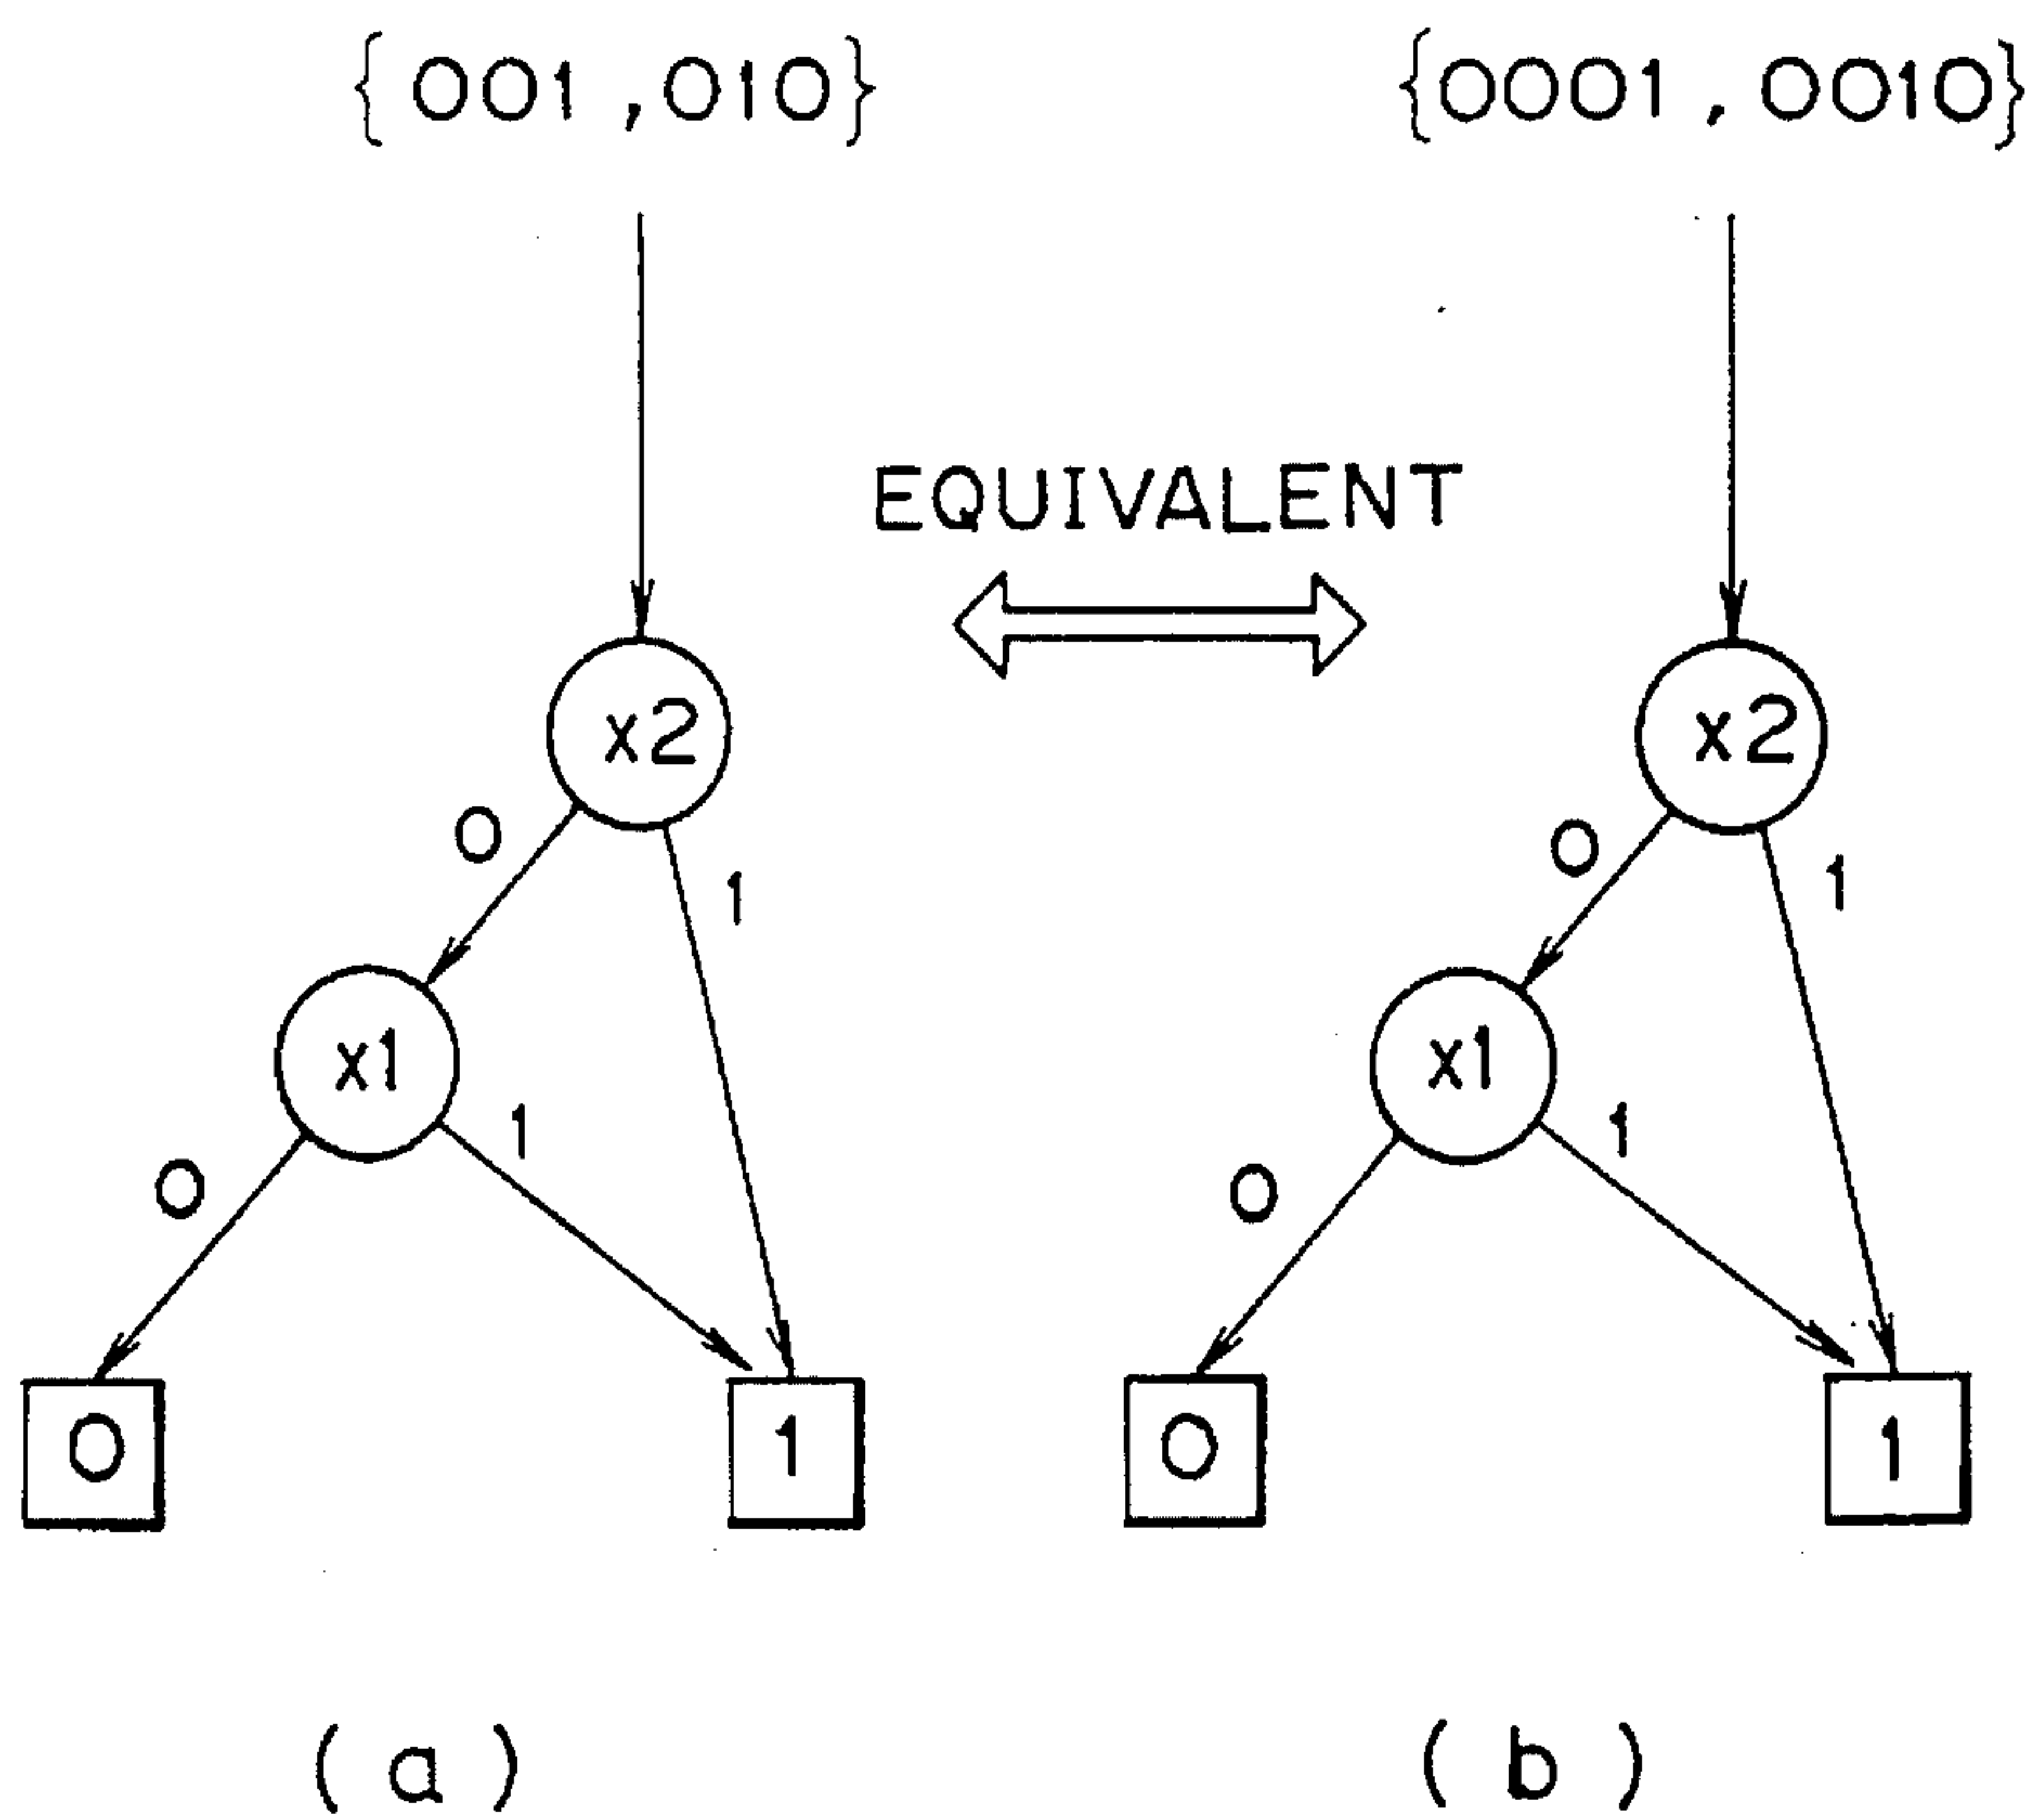 { 001 , 010 } { 0001 , 0010 }
EQUIVALENT
x2 x2
0 1 0 1
x1 x1
0 1 0 1
0 1 0 1
( a ) ( b )